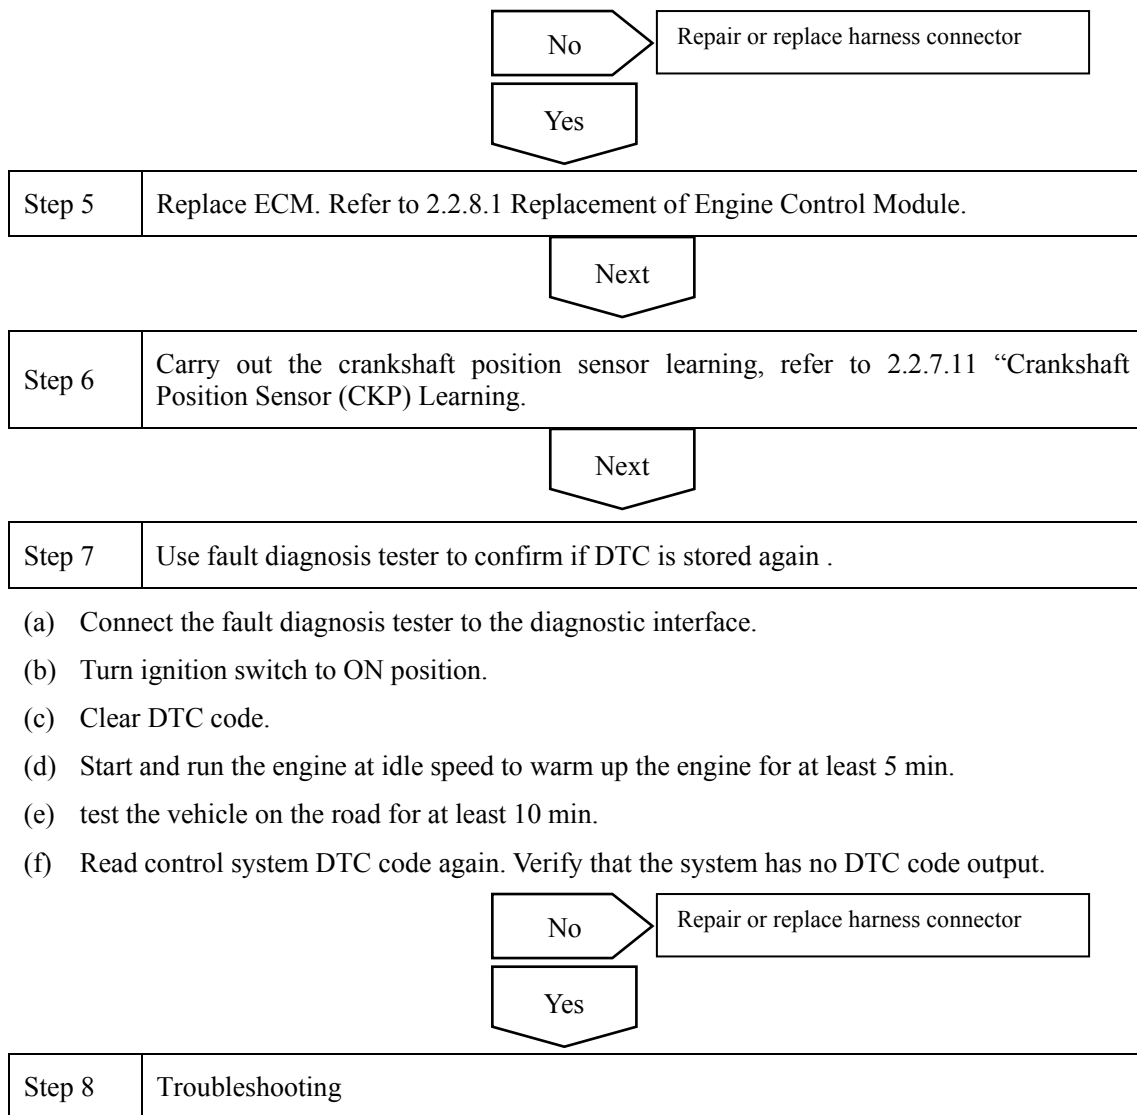 No
Repair or replace harness connector
Yes
Step 5
Replace ECM. Refer to 2.2.8.1 Replacement of Engine Control Module.
Next
Step 6
Carry out the crankshaft position sensor learning, refer to 2.2.7.11 “Crankshaft
Position Sensor (CKP) Learning.
Next
Step 7
Use fault diagnosis tester to confirm if DTC is stored again .
(a) Connect the fault diagnosis tester to the diagnostic interface.
(b) Turn ignition switch to ON position.
(c) Clear DTC code.
(d) Start and run the engine at idle speed to warm up the engine for at least 5 min.
(e) test the vehicle on the road for at least 10 min.
(f) Read control system DTC code again. Verify that the system has no DTC code output.
No
Repair or replace harness connector
Yes
Step 8
Troubleshooting